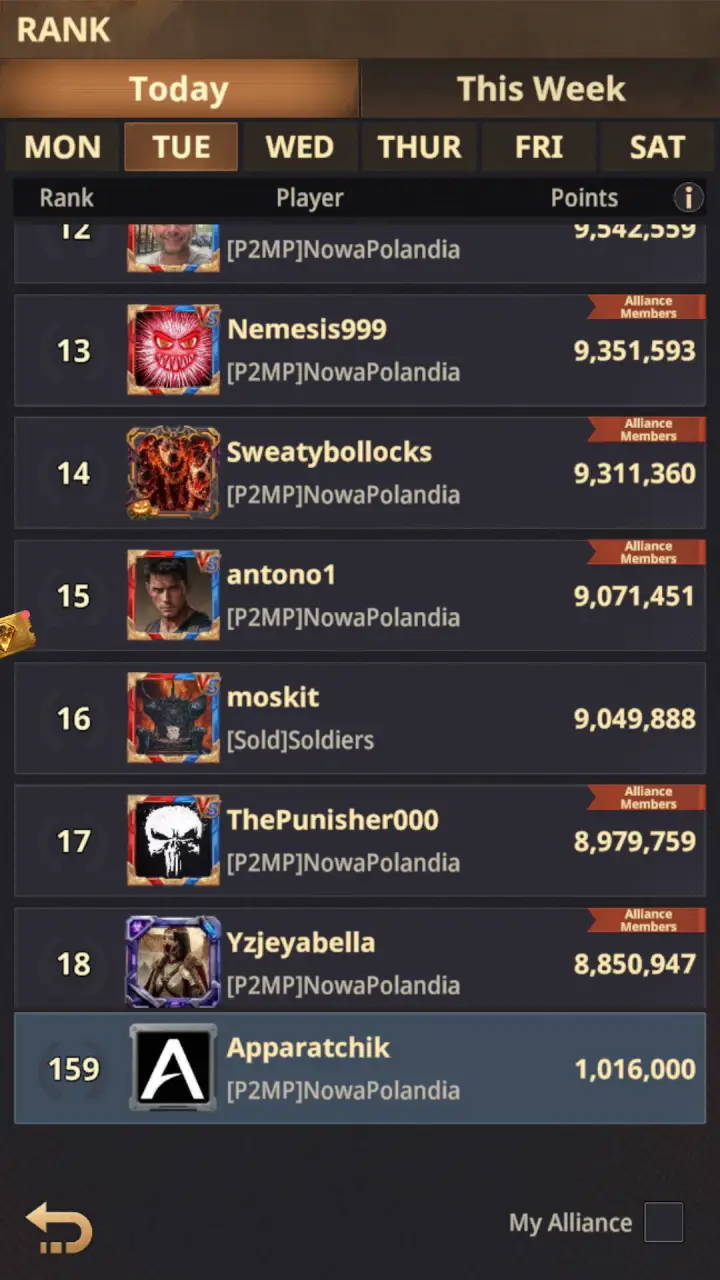 RANK
Today
This Week
MON
TUE
WED
THUR
FRI
SAT
Rank
Player
Points
i
12
[P2MP]NowaPolandia
9,542,559
13
Nemesis999
[P2MP]NowaPolandia
Alliance
Members
9,351,593
14
Sweatybollocks
[P2MP]NowaPolandia
Alliance
Members
9,311,360
15
antono1
[P2MP]NowaPolandia
Alliance
Members
9,071,451
16
moskit
[Sold]Soldiers
9,049,888
17
ThePunisher000
[P2MP]NowaPolandia
Alliance
Members
8,979,759
18
Yzjeyabella
[P2MP]NowaPolandia
Alliance
Members
8,850,947
159
Apparatchik
[P2MP]NowaPolandia
1,016,000
My Alliance